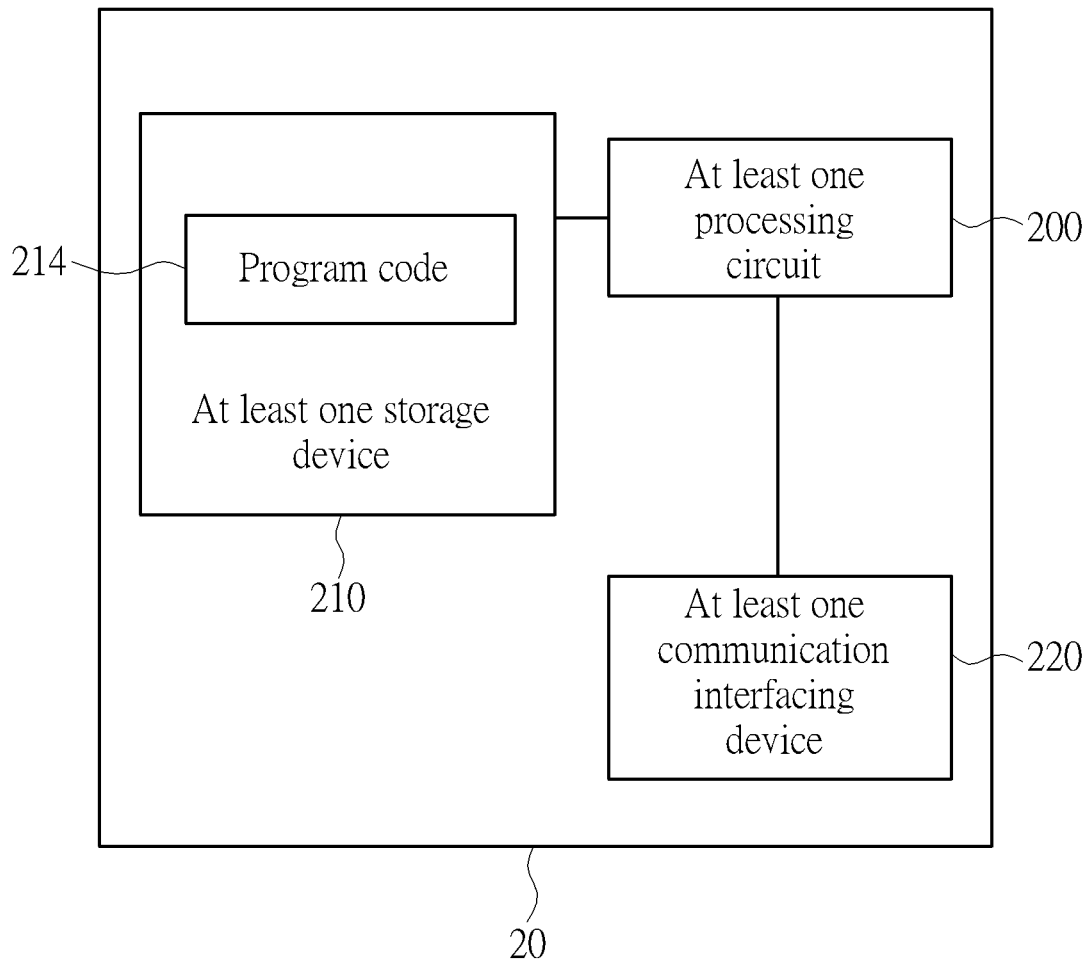 At least one
processing
circuit
200
214
Program code
At least one storage
device
210
At least one
communication
interfacing
device
220
20